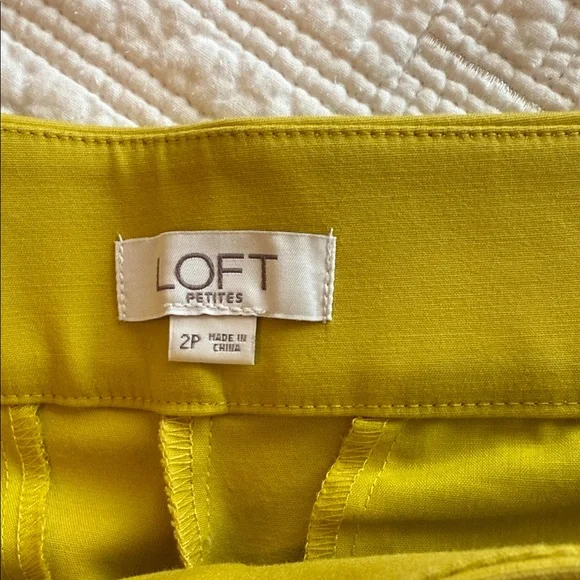 LOFT
PETITES
2P MADE IN
CHINA